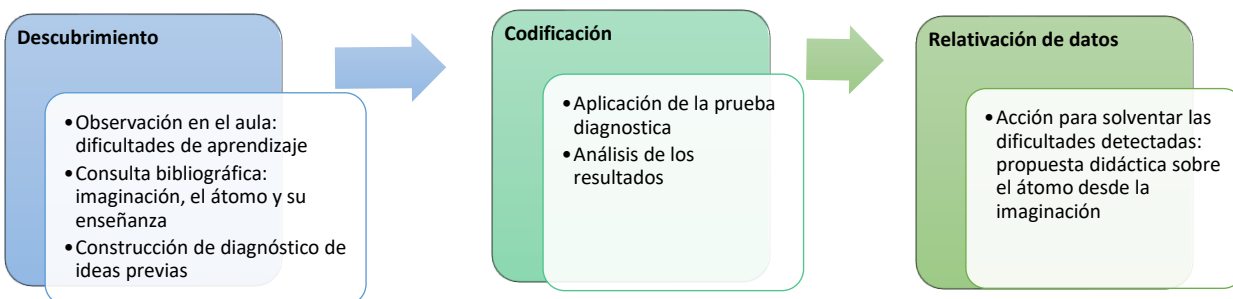 Descubrimiento
•Observación en el aula:
dificultades de aprendizaje
•Consulta bibliográfica:
imaginación, el átomo y su
enseñanza
•Construcción de diagnóstico de
ideas previas
Codificación
•Aplicación de la prueba
diagnostica
•Análisis de los
resultados
Relativación de datos
•Acción para solventar las
dificultades detectadas:
propuesta didáctica sobre
el átomo desde la
imaginación